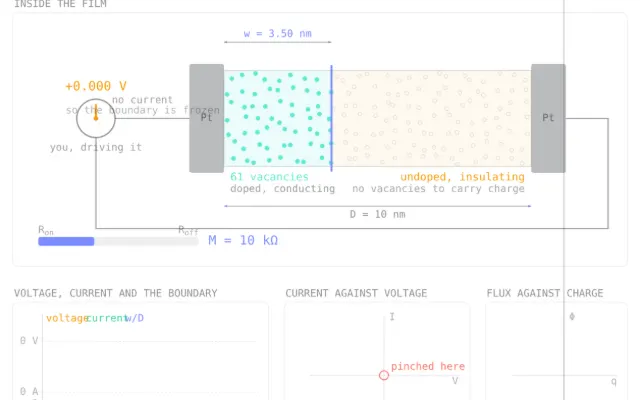 INSIDE THE FILM
w = 3.50 nm
+0.000 V
no current
so the boundary is frozen
Pt
Pt
you, driving it
61 vacancies
undoped, insulating
doped, conducting
no vacancies to carry charge
D = 10 nm
Ron
Roff
M = 10 kΩ
VOLTAGE, CURRENT AND THE BOUNDARY
CURRENT AGAINST VOLTAGE
FLUX AGAINST CHARGE
voltage
current
w/D
I
Φ
0 V
pinched here
V
q
0 A